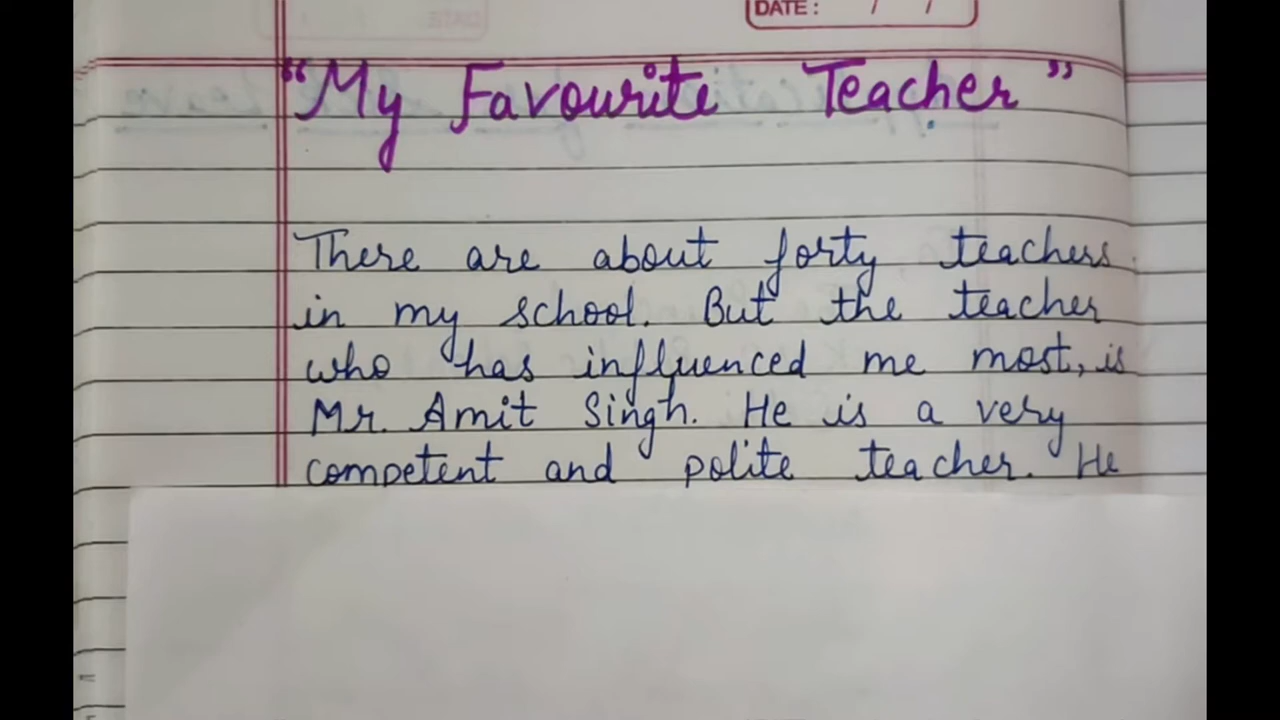 DATE : / /
"My Favourite Teacher"
There are about forty teachers
in my school. But the teacher
who has influenced me most, is
Mr. Amit Singh. He is a very
competent and polite teacher. He